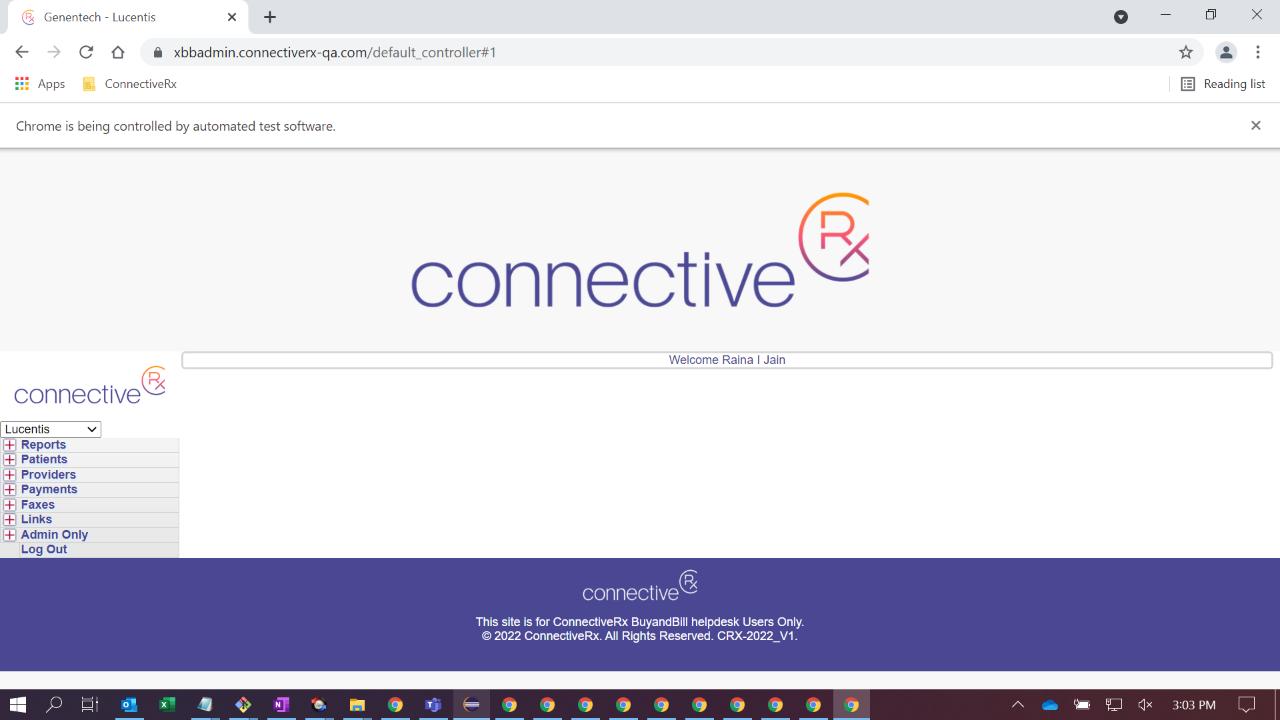 Genentech - Lucentis
xbbadmin.connectiverx-qa.com/default_controller#1
Apps
ConnectiveRx
Reading list
Chrome is being controlled by automated test software.
connective Rx
Welcome Raina I Jain
connective Rx
Lucentis
Reports
Patients
Providers
Payments
Faxes
Links
Admin Only
Log Out
connective Rx
This site is for ConnectiveRx BuyandBill helpdesk Users Only.
© 2022 ConnectiveRx. All Rights Reserved. CRX-2022_V1.
3:03 PM